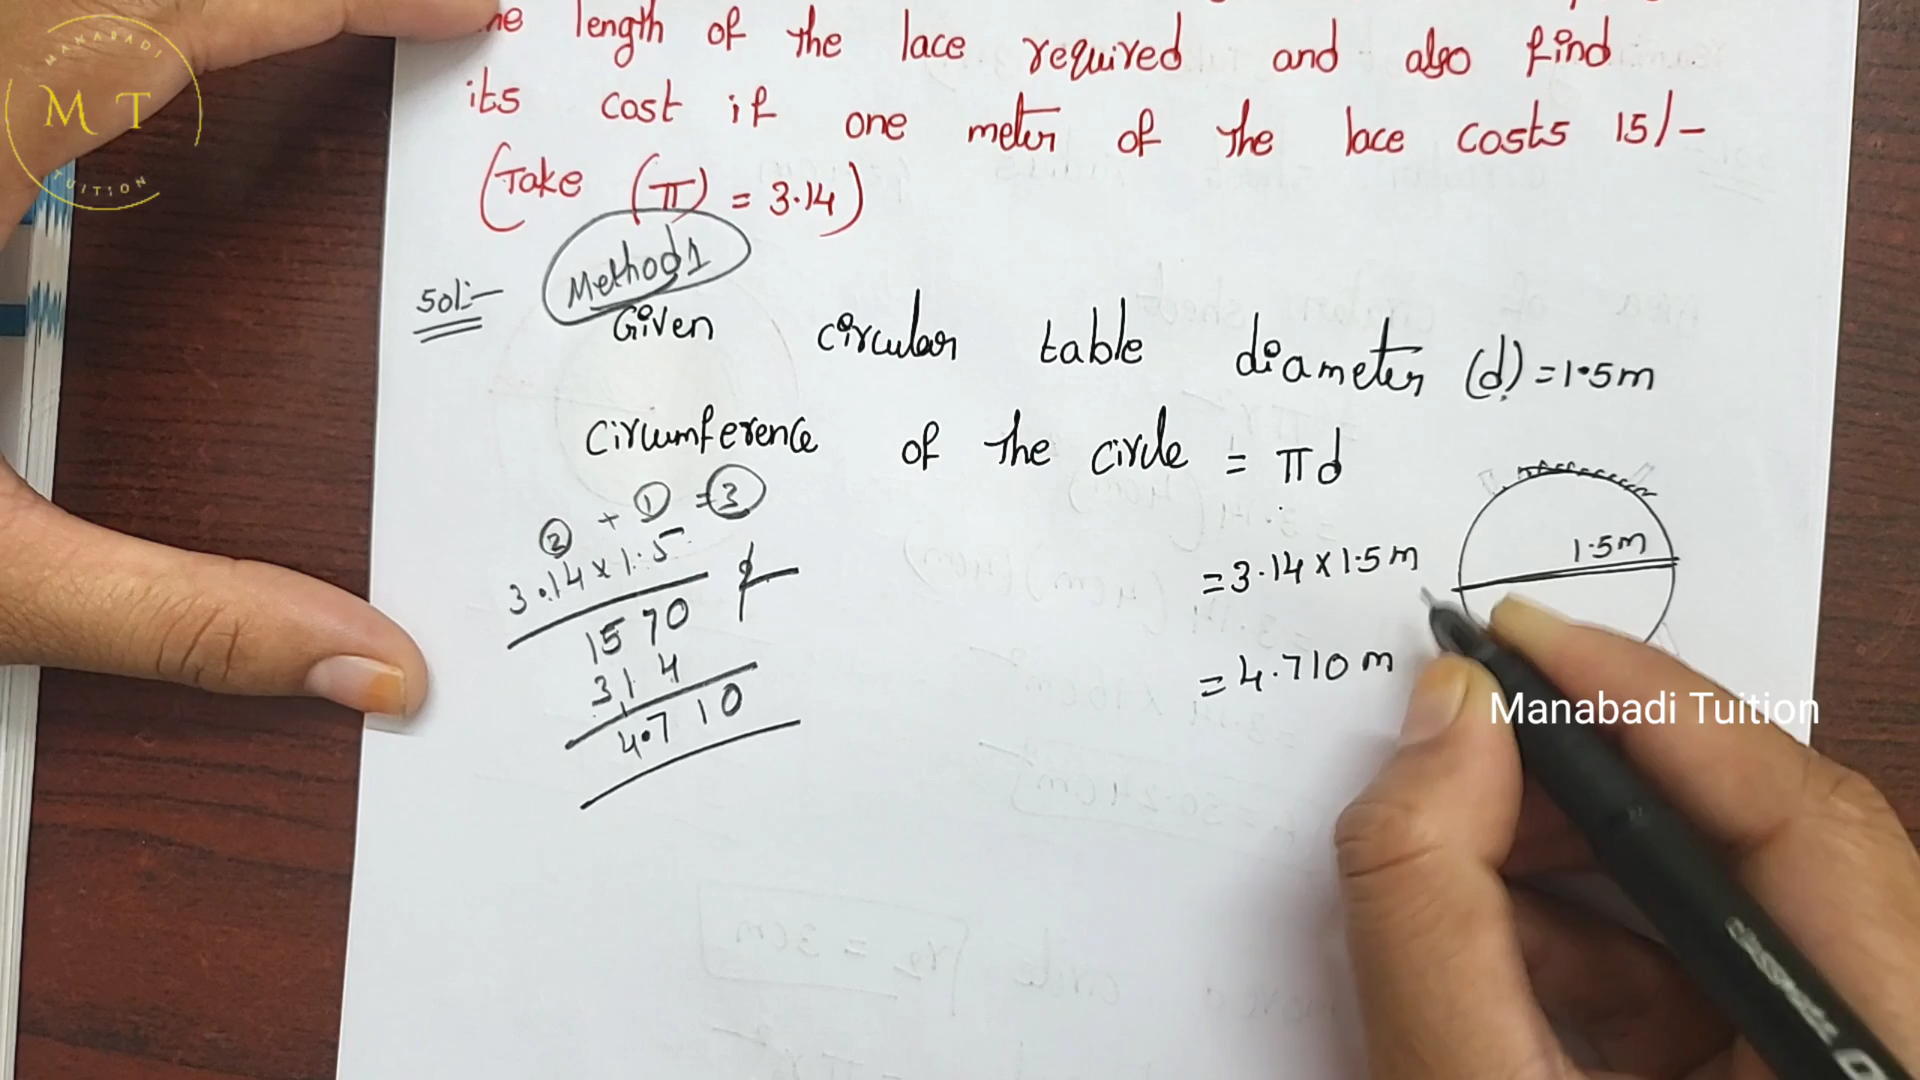 length of the lace required and also find
its cost if one meter of the lace costs 15/-
(Take (π) = 3.14)
Method 1
Sol:-
Given circular table diameter (d) = 1.5m
Circumference of the circle = πd
2 + 1 = 3
3.14 × 1.5
1570
314
4.710
= 3.14 × 1.5 m
= 4.710 m
1.5m
MANABADI
M T
TUITION
Manabadi Tuition